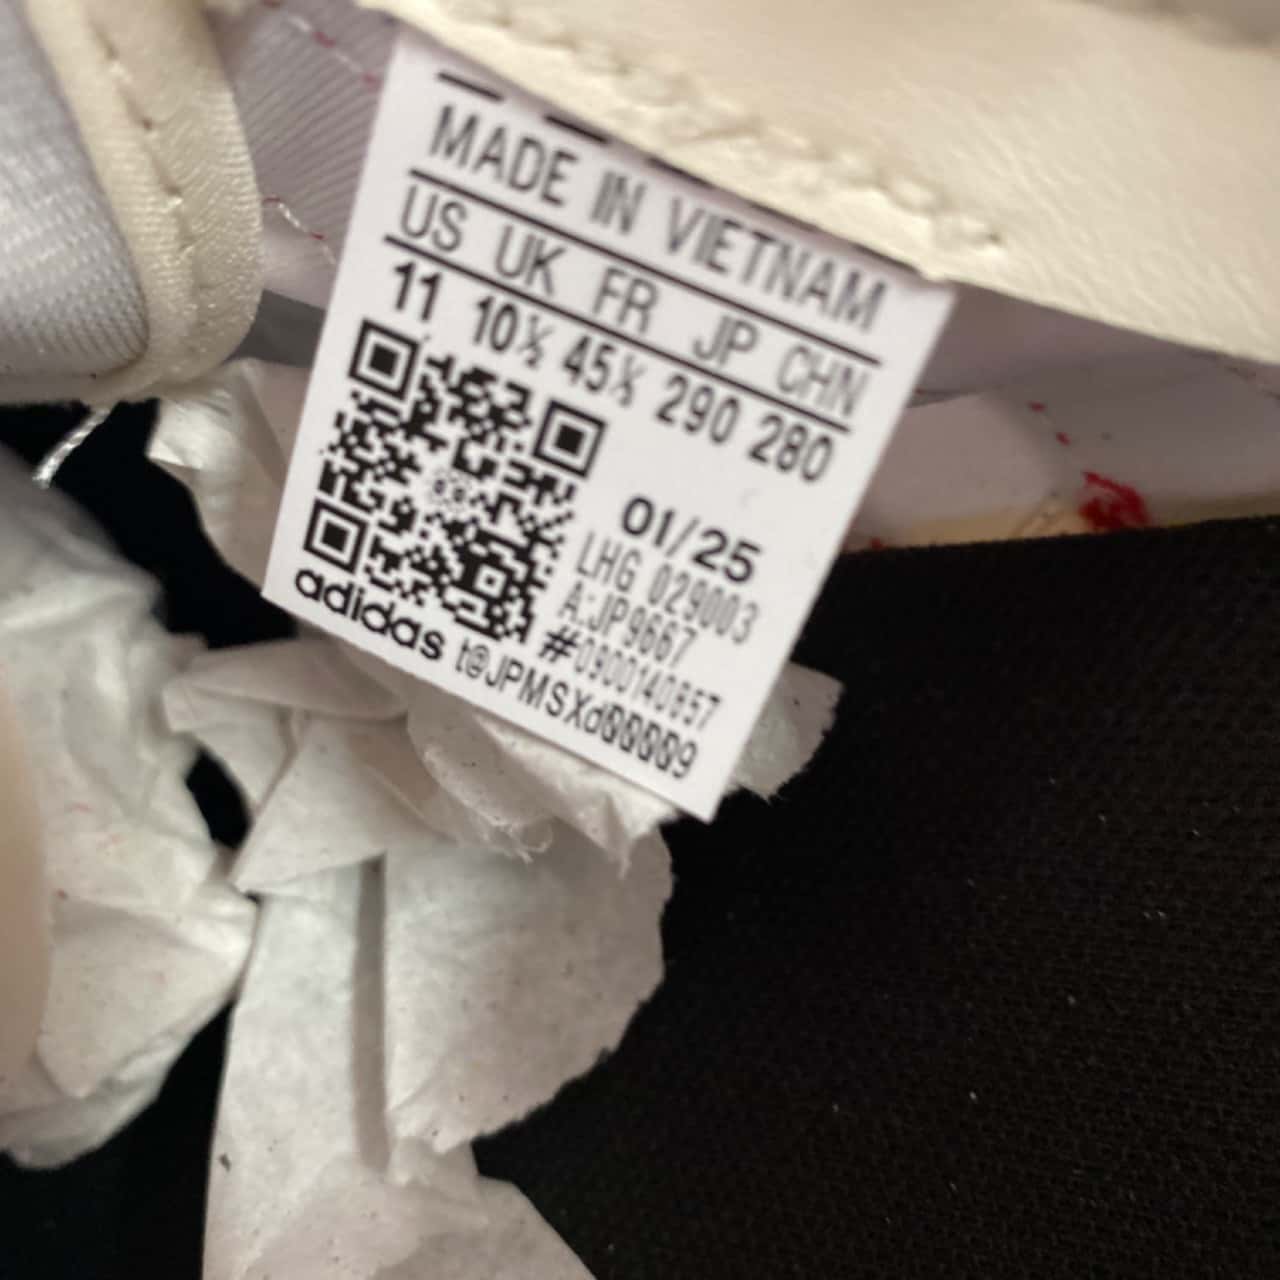 MADE IN VIETNAM
US UK FR JP CHN
11 10½ 45⅓ 290 280
01/25
LHG 029003
A:JP9667
#0900140857
adidas t@JPMSXd00009